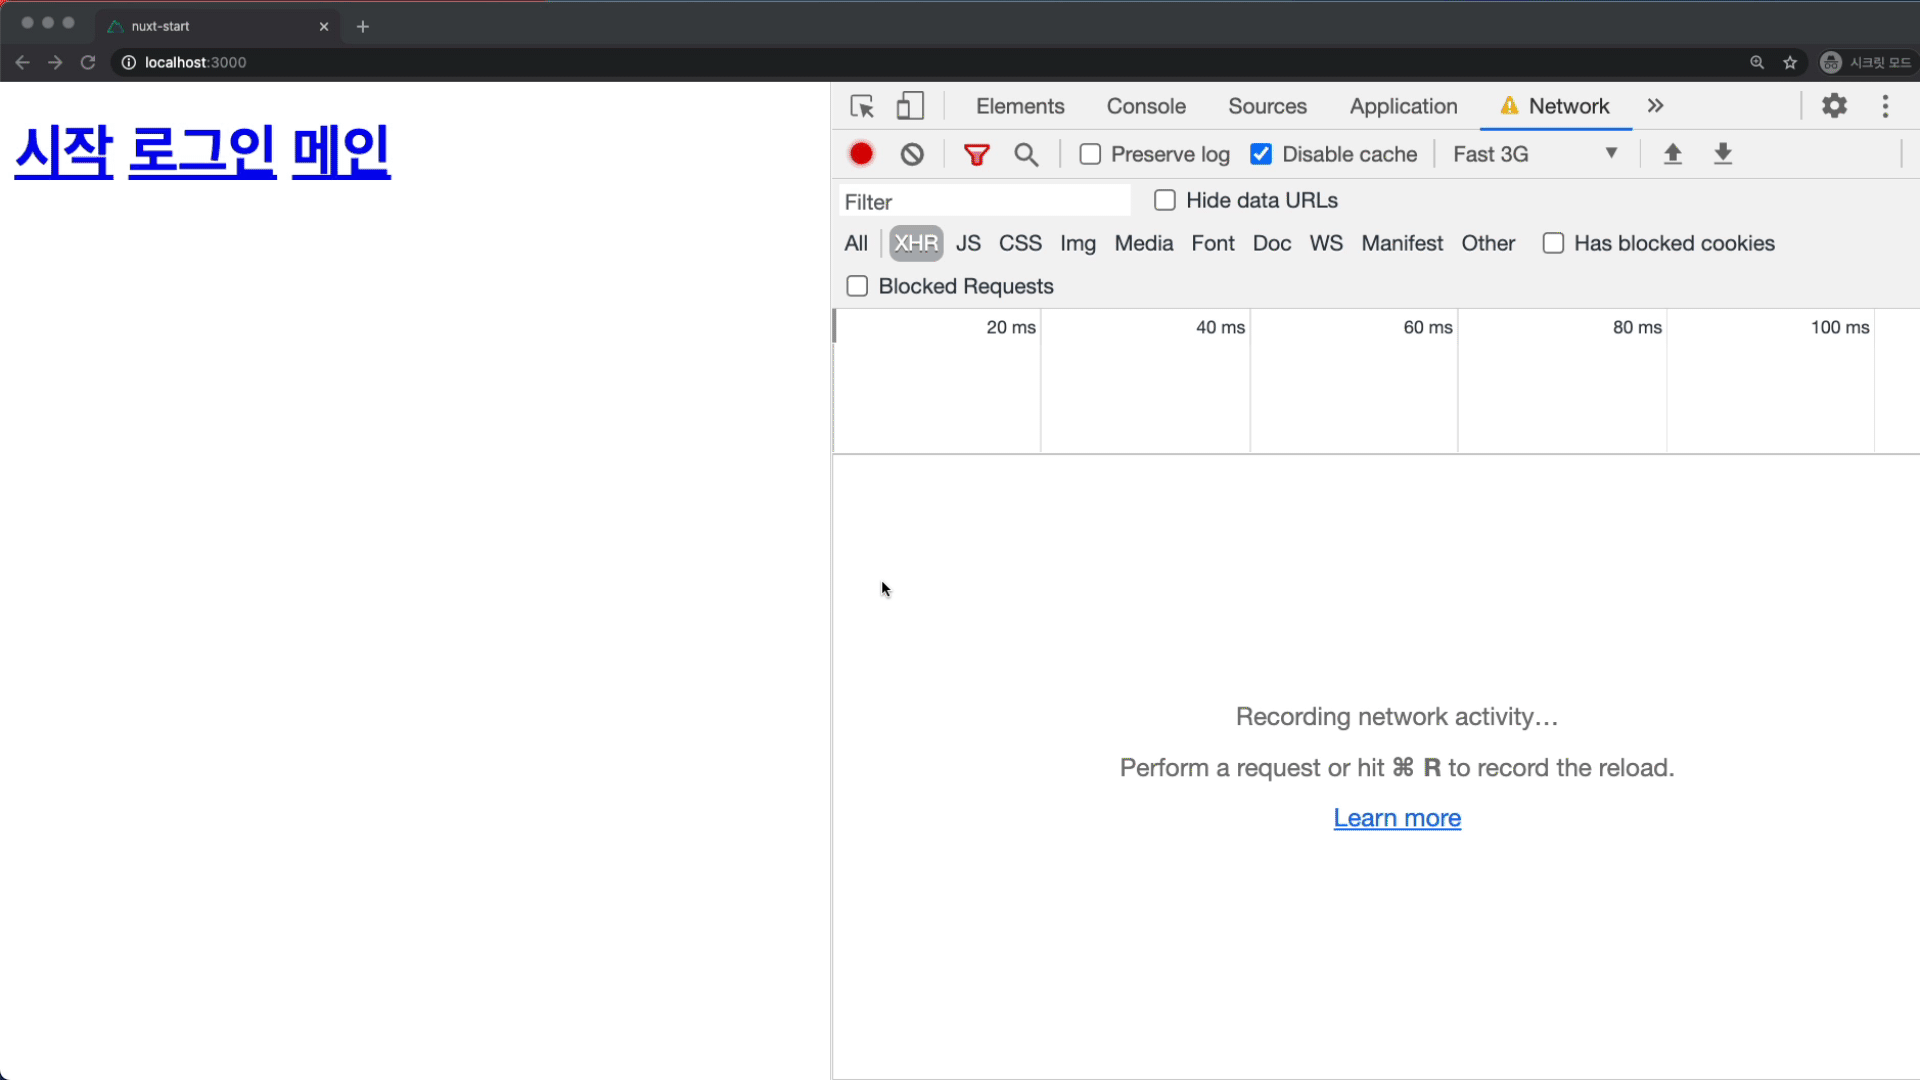 nuxt-start
localhost:3000
시크릿 모드
시작 로그인 메인
Elements Console Sources Application Network
Preserve log Disable cache Fast 3G
Filter Hide data URLs
All XHR JS CSS Img Media Font Doc WS Manifest Other Has blocked cookies
Blocked Requests
20 ms 40 ms 60 ms 80 ms 100 ms
Recording network activity…
Perform a request or hit ⌘ R to record the reload.
Learn more